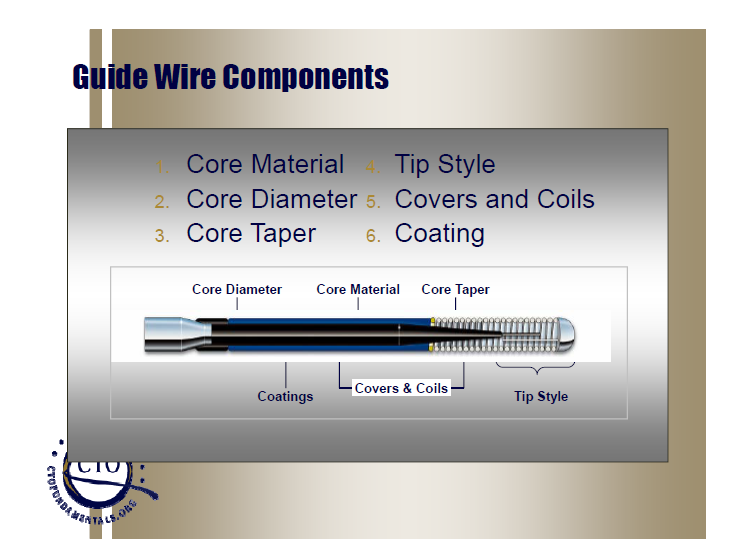 Guide Wire Components
1. Core Material
2. Core Diameter
3. Core Taper
4. Tip Style
5. Covers and Coils
6. Coating
Core Diameter
Core Material
Core Taper
Coatings
Covers & Coils
Tip Style
CTO
CTOFUNDAMENTALS.ORG